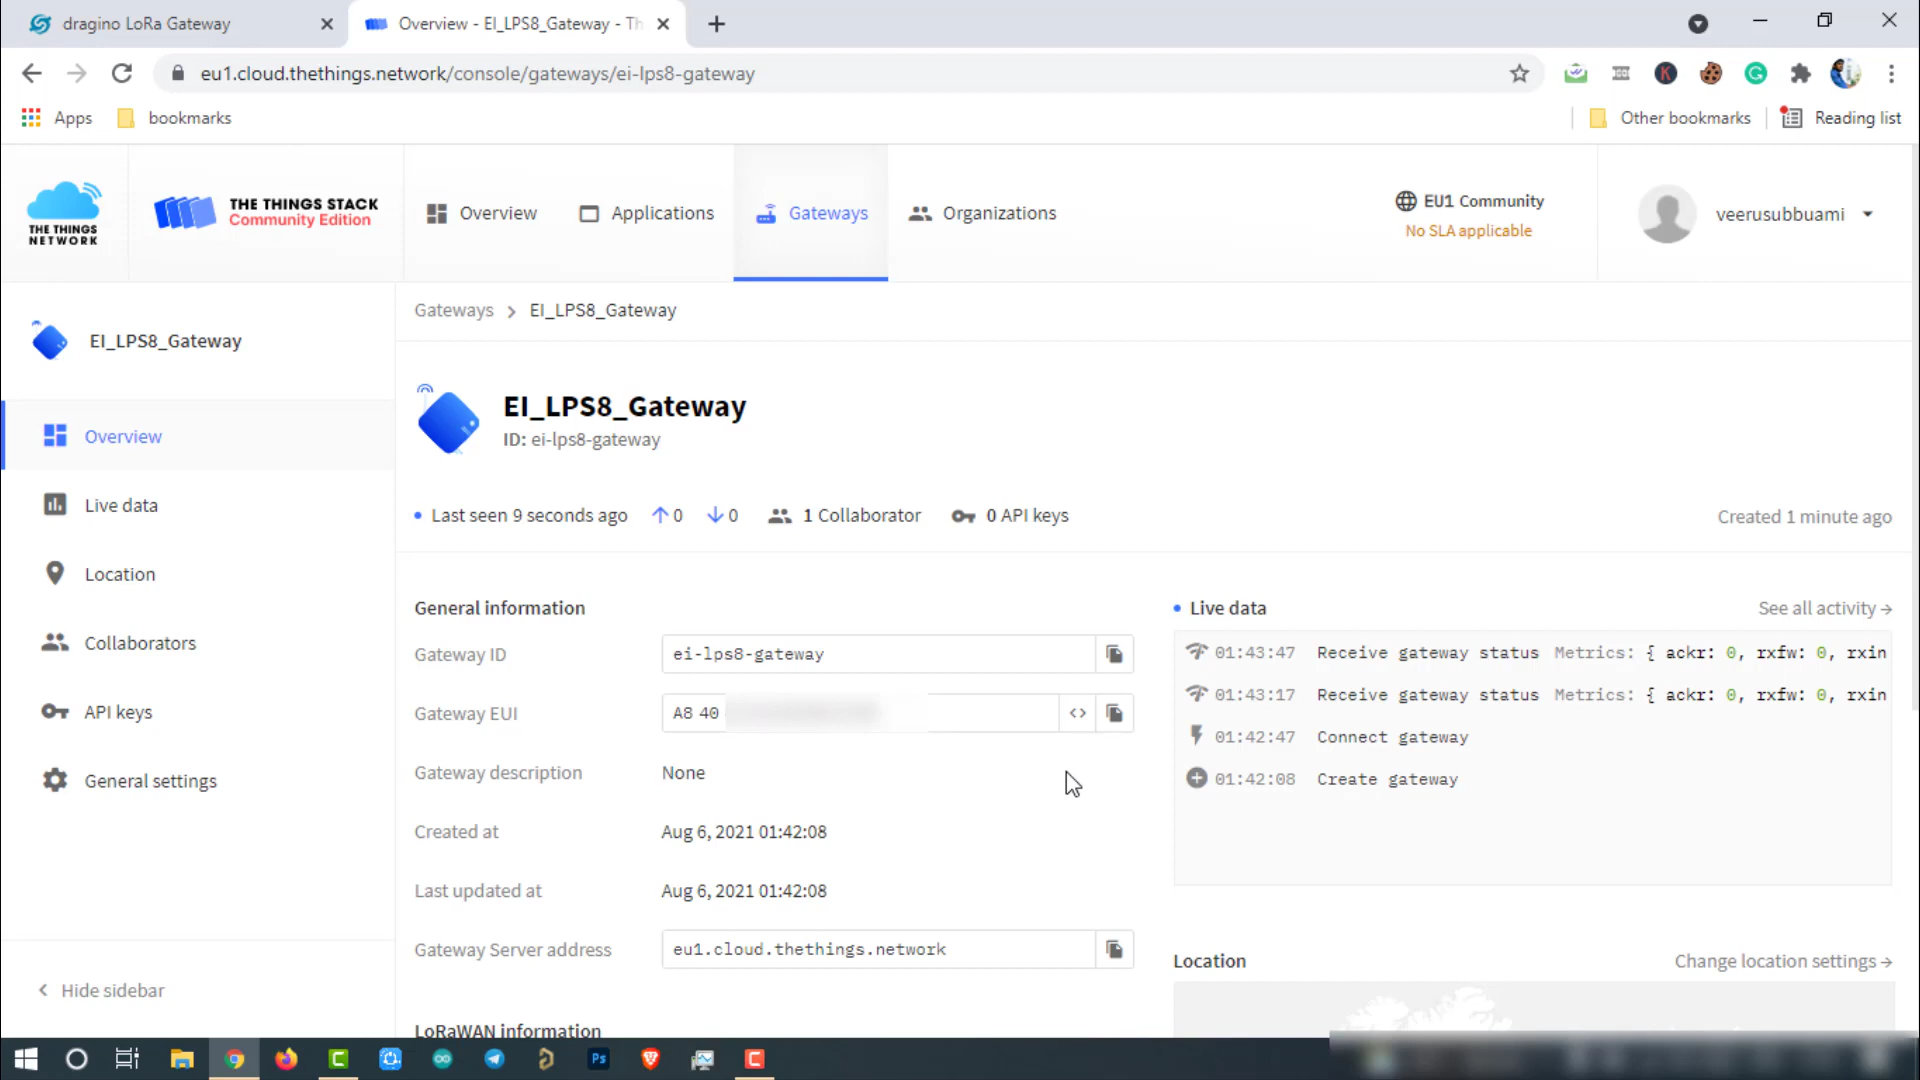 dragino LoRa Gateway
Overview - EI_LPS8_Gateway - Th
eu1.cloud.thethings.network/console/gateways/ei-lps8-gateway
Apps
bookmarks
Other bookmarks
Reading list
THE THINGS
NETWORK
THE THINGS STACK
Community Edition
Overview
Applications
Gateways
Organizations
EU1 Community
No SLA applicable
veerusubbuami
EI_LPS8_Gateway
Overview
Live data
Location
Collaborators
API keys
General settings
Hide sidebar
Gateways > EI_LPS8_Gateway
EI_LPS8_Gateway
ID: ei-lps8-gateway
Last seen 9 seconds ago ↑0 ↓0 1 Collaborator 0 API keys
Created 1 minute ago
General information
Gateway ID
ei-lps8-gateway
Gateway EUI
A8 40
Gateway description
None
Created at
Aug 6, 2021 01:42:08
Last updated at
Aug 6, 2021 01:42:08
Gateway Server address
eu1.cloud.thethings.network
LoRaWAN information
Live data
See all activity →
01:43:47 Receive gateway status Metrics: { ackr: 0, rxfw: 0, rxin
01:43:17 Receive gateway status Metrics: { ackr: 0, rxfw: 0, rxin
01:42:47 Connect gateway
01:42:08 Create gateway
Location
Change location settings →